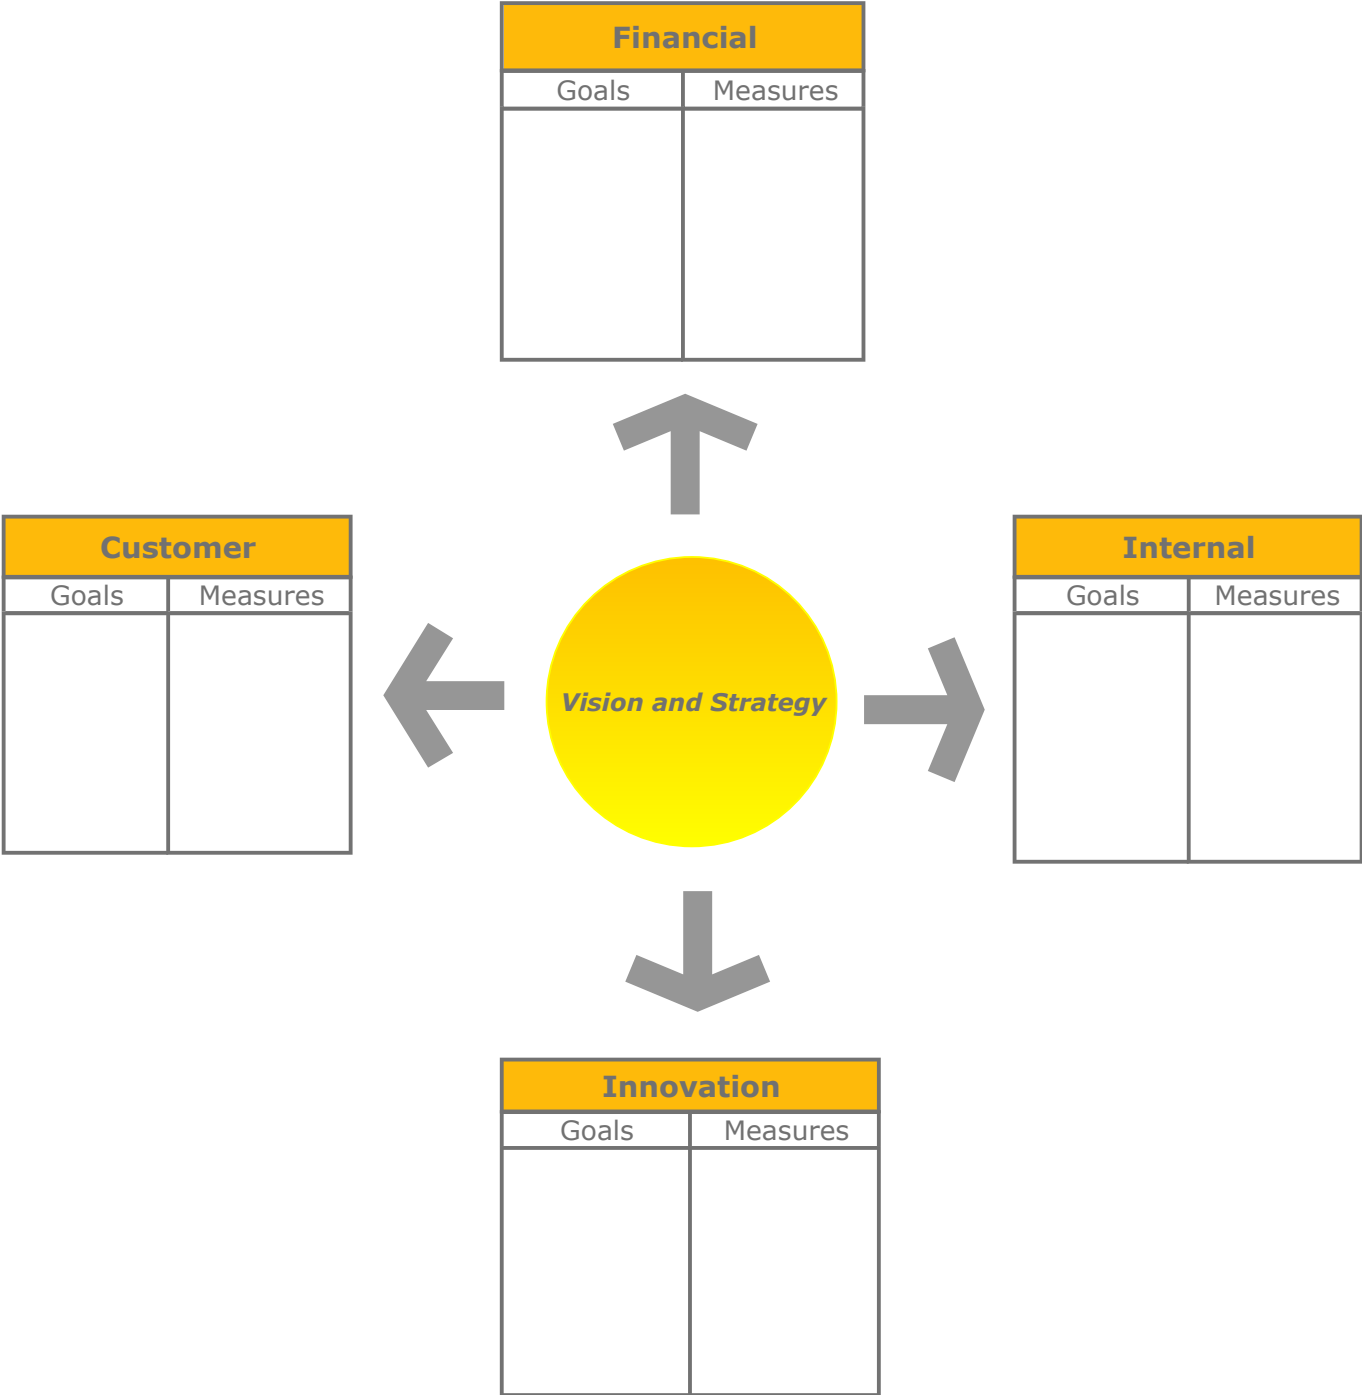 Financial
Goals Measures
Customer
Goals Measures
Vision and Strategy
Internal
Goals Measures
Innovation
Goals Measures